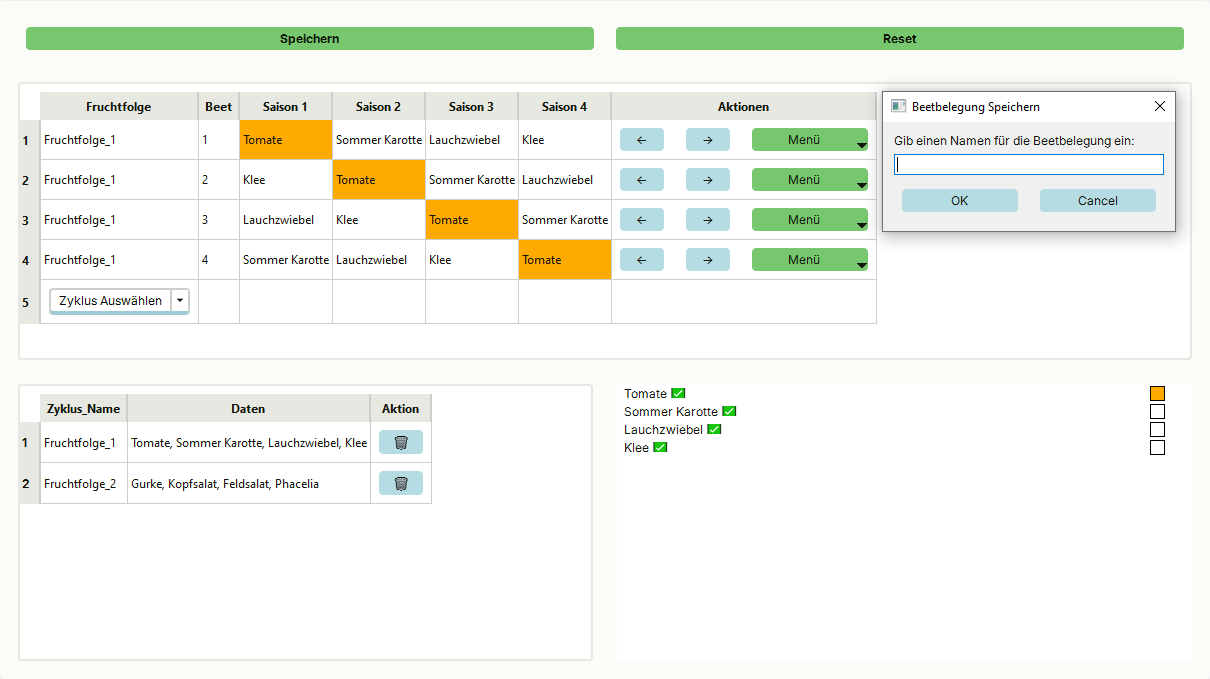 Speichern Reset
Fruchtfolge Beet Saison 1 Saison 2 Saison 3 Saison 4 Aktionen
1 Fruchtfolge_1 1 Tomate Sommer Karotte Lauchzwiebel Klee ← → Menü
2 Fruchtfolge_1 2 Klee Tomate Sommer Karotte Lauchzwiebel ← → Menü
3 Fruchtfolge_1 3 Lauchzwiebel Klee Tomate Sommer Karotte ← → Menü
4 Fruchtfolge_1 4 Sommer Karotte Lauchzwiebel Klee Tomate ← → Menü
5 Zyklus Auswählen
Beetbelegung Speichern
Gib einen Namen für die Beetbelegung ein:
OK Cancel
Zyklus_Name Daten Aktion
1 Fruchtfolge_1 Tomate, Sommer Karotte, Lauchzwiebel, Klee
2 Fruchtfolge_2 Gurke, Kopfsalat, Feldsalat, Phacelia
Tomate ✅
Sommer Karotte ✅
Lauchzwiebel ✅
Klee ✅